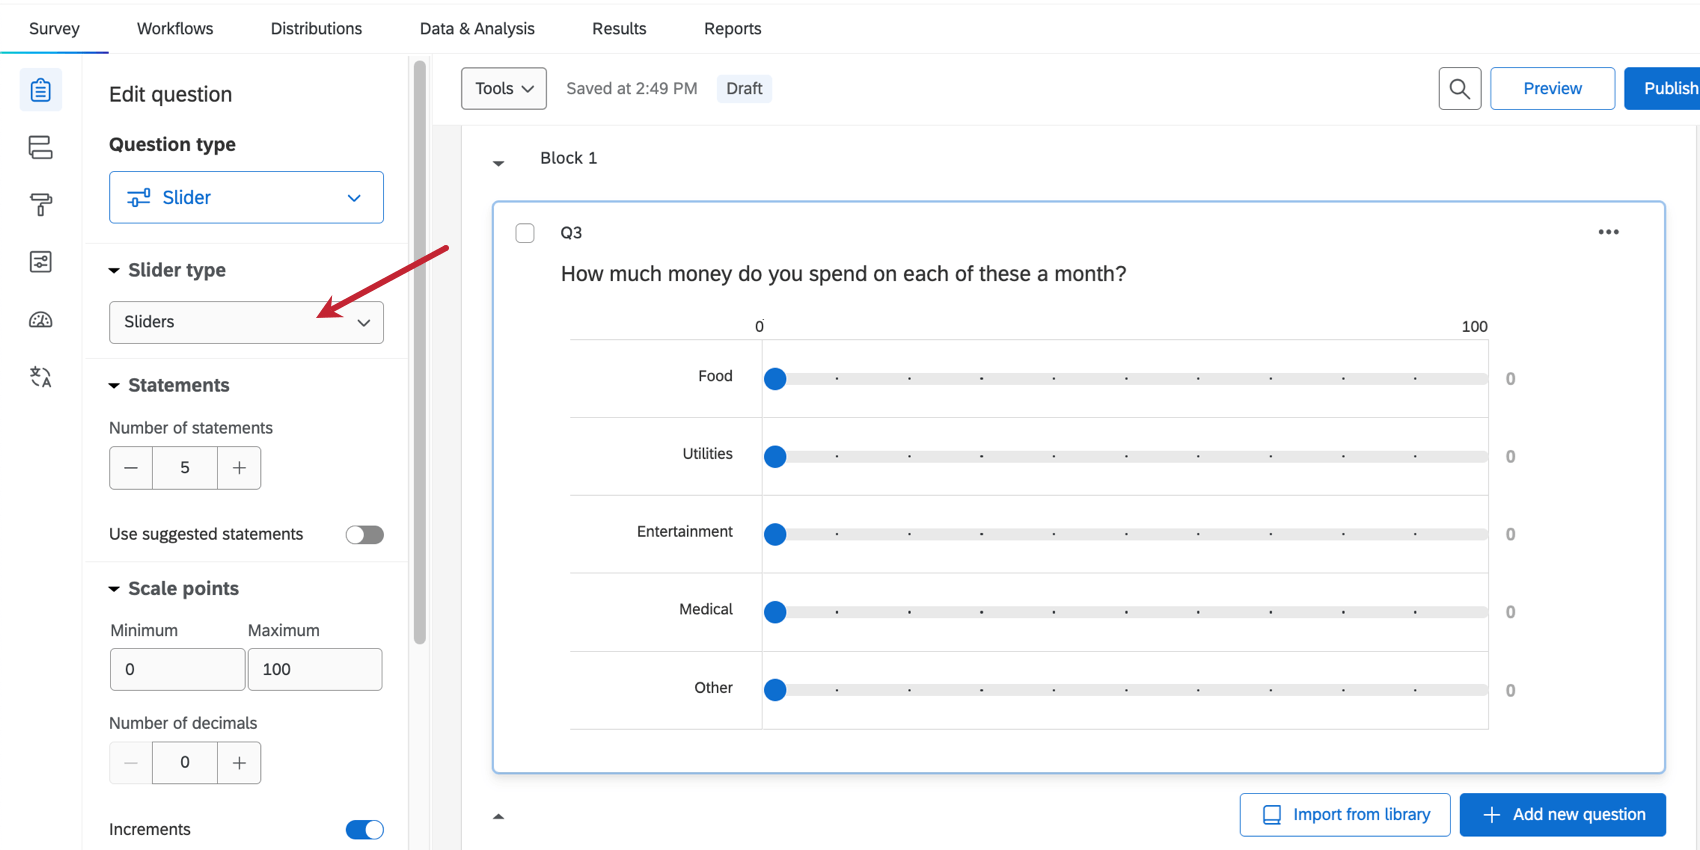 Survey Workflows Distributions Data & Analysis Results Reports
Edit question
Question type
Slider
Slider type
Sliders
Statements
Number of statements
5
Use suggested statements
Scale points
Minimum Maximum
0 100
Number of decimals
0
Increments
Tools Saved at 2:49 PM Draft Preview Publish
Block 1
Q3
How much money do you spend on each of these a month?
0 100
Food 0
Utilities 0
Entertainment 0
Medical 0
Other 0
Import from library Add new question